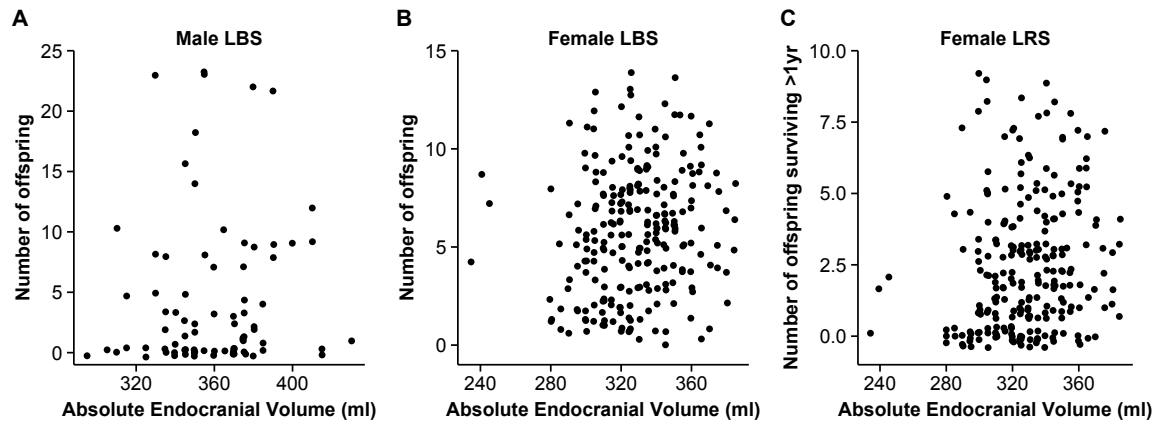 A
Male LBS
25
20
15
10
5
0
Number of offspring
320
360
400
Absolute Endocranial Volume (ml)
B
Female LBS
15
10
5
0
Number of offspring
240
280
320
360
Absolute Endocranial Volume (ml)
C
Female LRS
10.0
7.5
5.0
2.5
0.0
Number of offspring surviving >1yr
240
280
320
360
Absolute Endocranial Volume (ml)